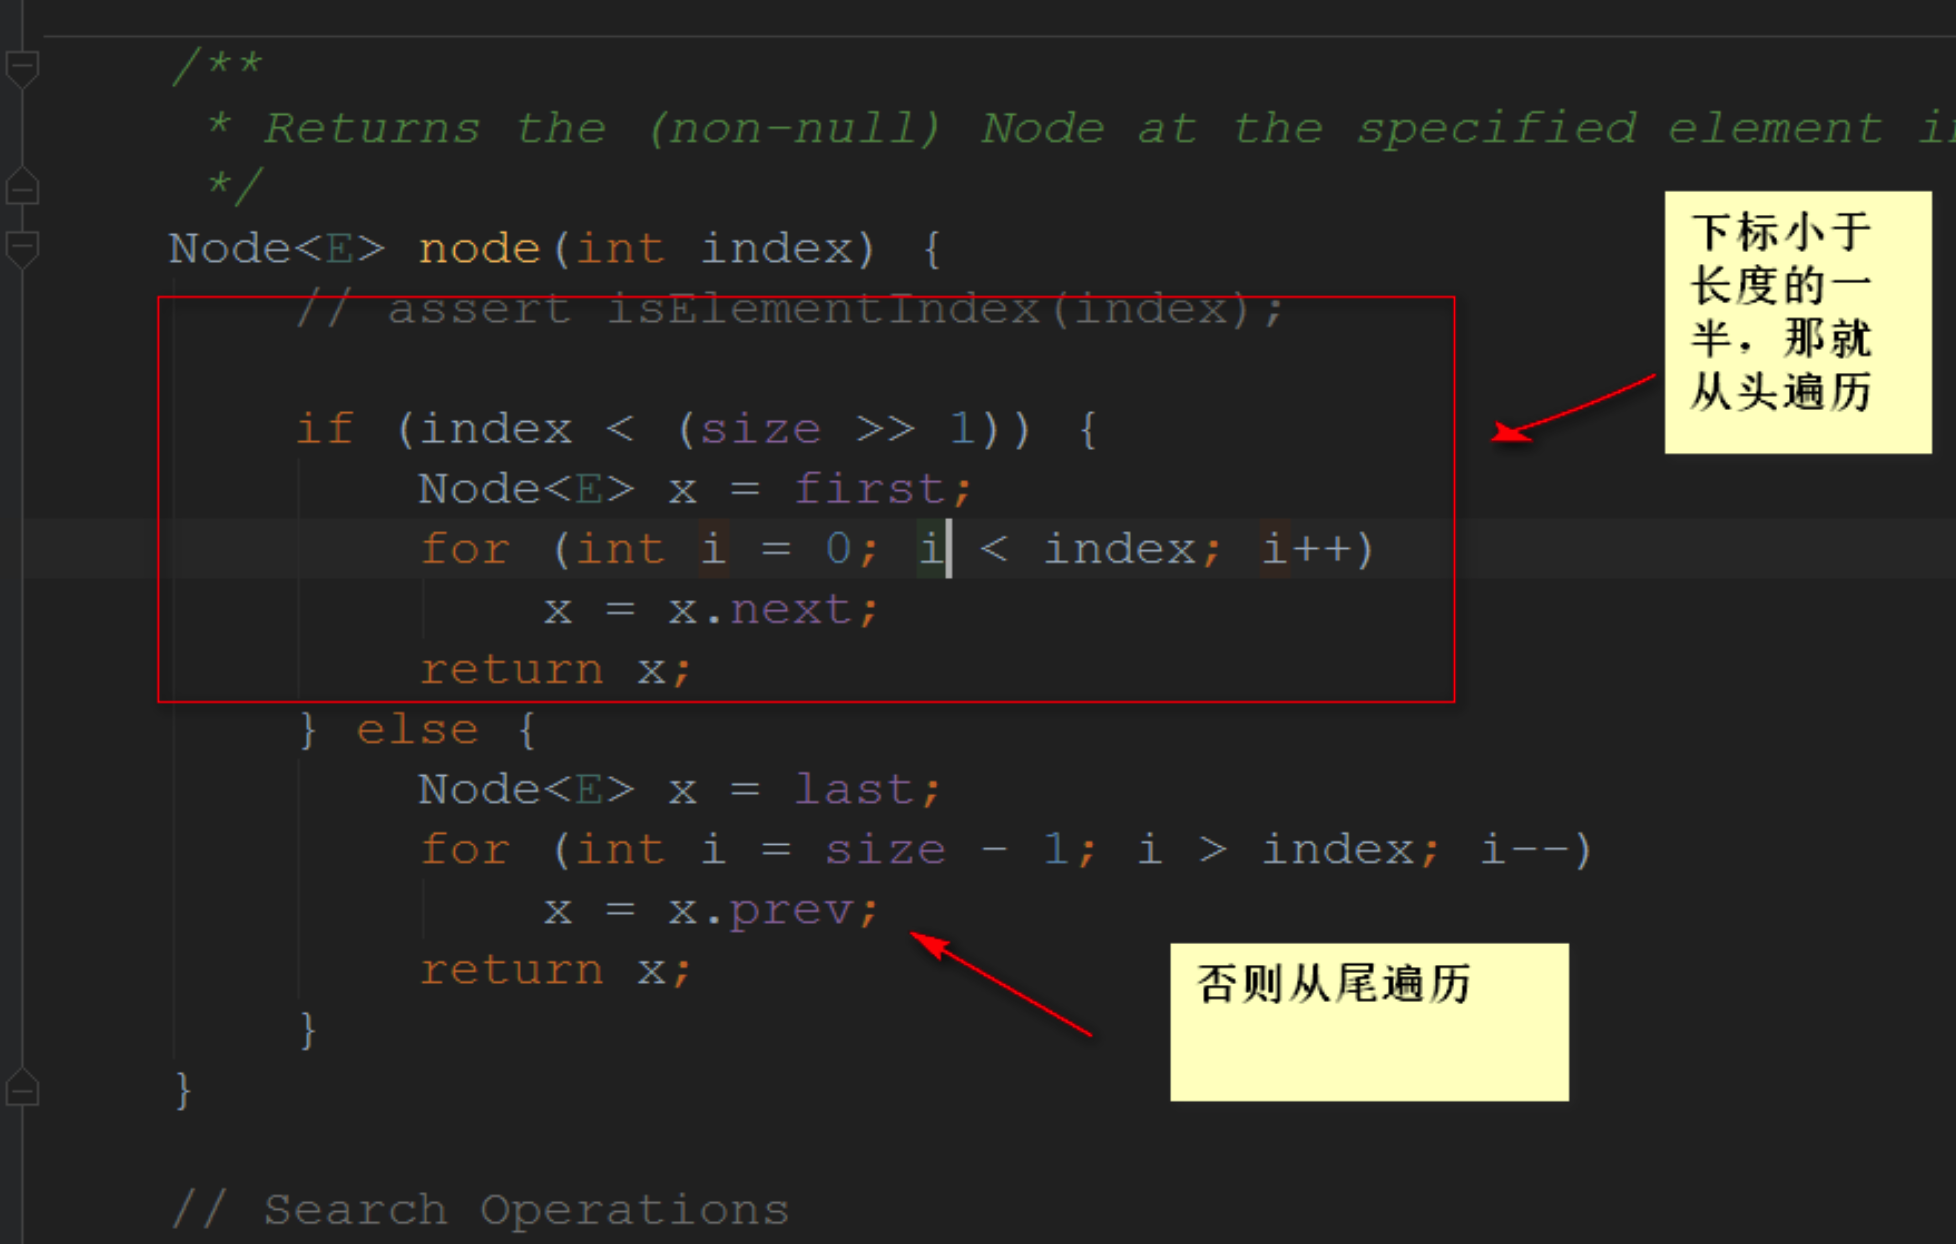 /**
* Returns the (non-null) Node at the specified element
*/
Node<E> node(int index) {
// assert isElementIndex(index);
if (index < (size >> 1)) {
Node<E> x = first;
for (int i = 0; i < index; i++)
x = x.next;
return x;
} else {
Node<E> x = last;
for (int i = size - 1; i > index; i--)
x = x.prev;
return x;
}
}
// Search Operations
下标小于
长度的一
半，那就
从头遍历
否则从尾遍历